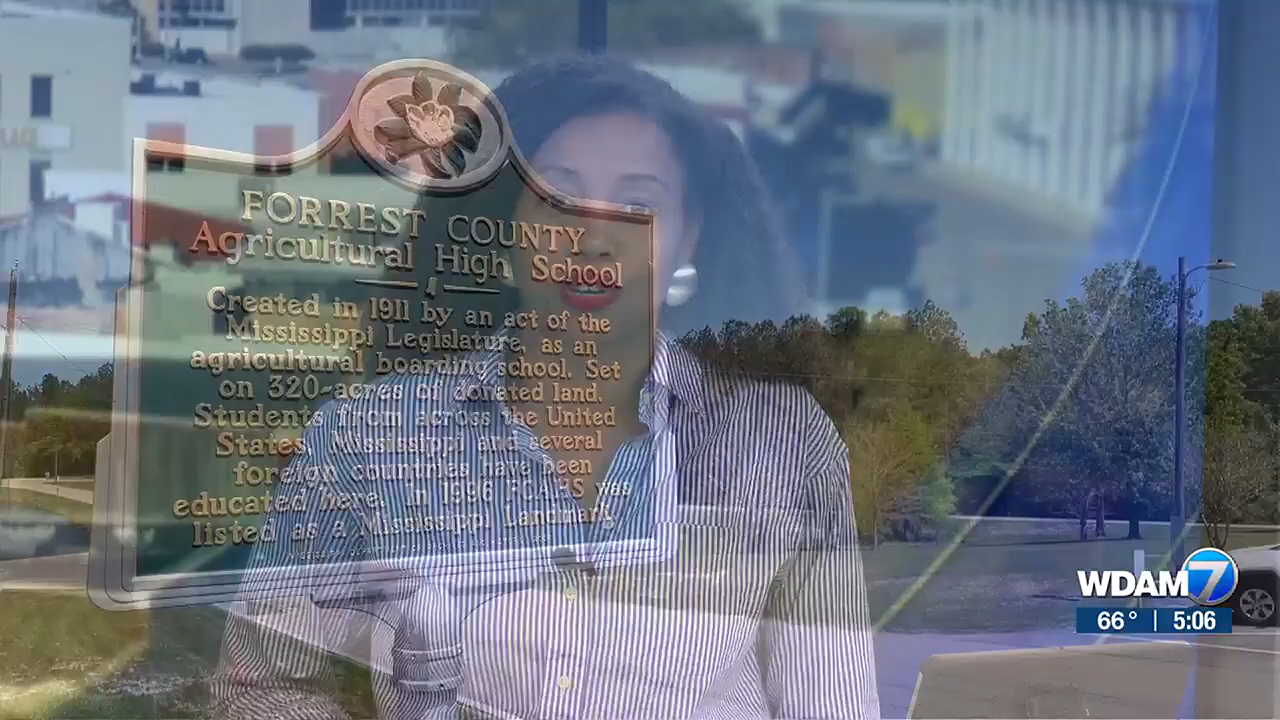 FORREST COUNTY
Agricultural High School
Created in 1911 by an act of the
Mississippi Legislature, as an
agricultural boarding school. Set
on 320-acres of donated land.
Students from across the United
States, Mississippi and several
foreign countries have been
educated here. In 1996 FCAHS was
listed as a Mississippi Landmark.
WDAM 7
66° | 5:06